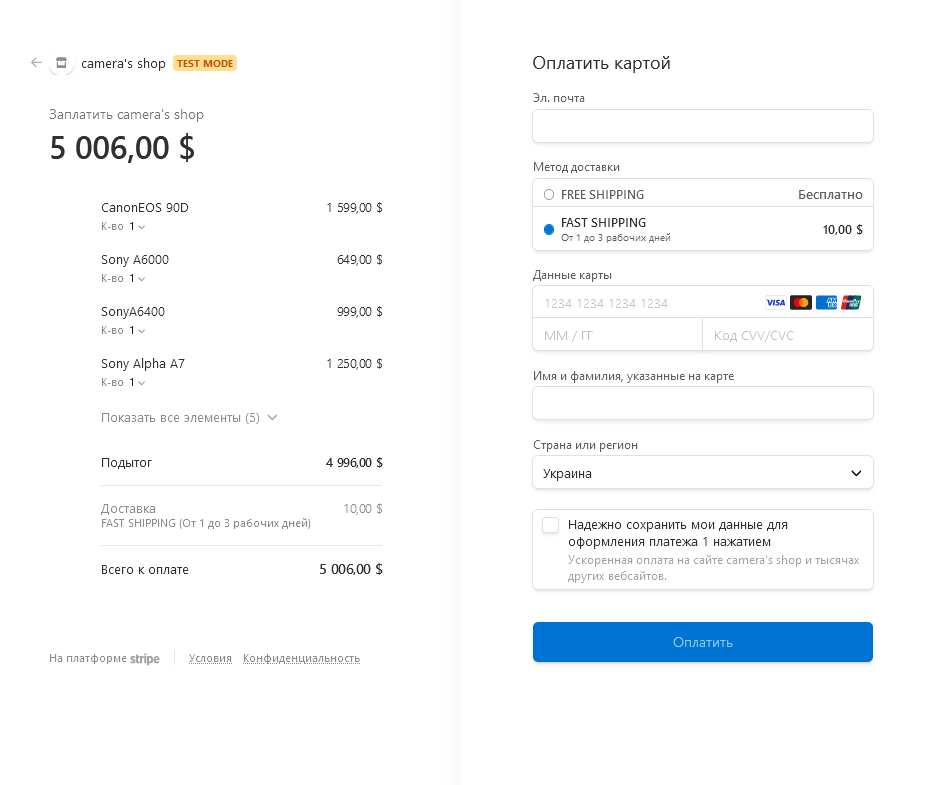 camera's shop TEST MODE
Заплатить camera's shop
5 006,00 $
CanonEOS 90D 1 599,00 $
К-во 1
Sony A6000 649,00 $
К-во 1
SonyA6400 999,00 $
К-во 1
Sony Alpha A7 1 250,00 $
К-во 1
Показать все элементы (5)
Подытог 4 996,00 $
Доставка 10,00 $
FAST SHIPPING (От 1 до 3 рабочих дней)
Всего к оплате 5 006,00 $
На платформе stripe Условия Конфиденциальность
Оплатить картой
Эл. почта
Метод доставки
FREE SHIPPING Бесплатно
FAST SHIPPING 10,00 $
От 1 до 3 рабочих дней
Данные карты
1234 1234 1234 1234 VISA
ММ / ГГ Код CVV/CVC
Имя и фамилия, указанные на карте
Страна или регион
Украина
Надежно сохранить мои данные для
оформления платежа 1 нажатием
Ускоренная оплата на сайте camera's shop и тысячах
других вебсайтов.
Оплатить